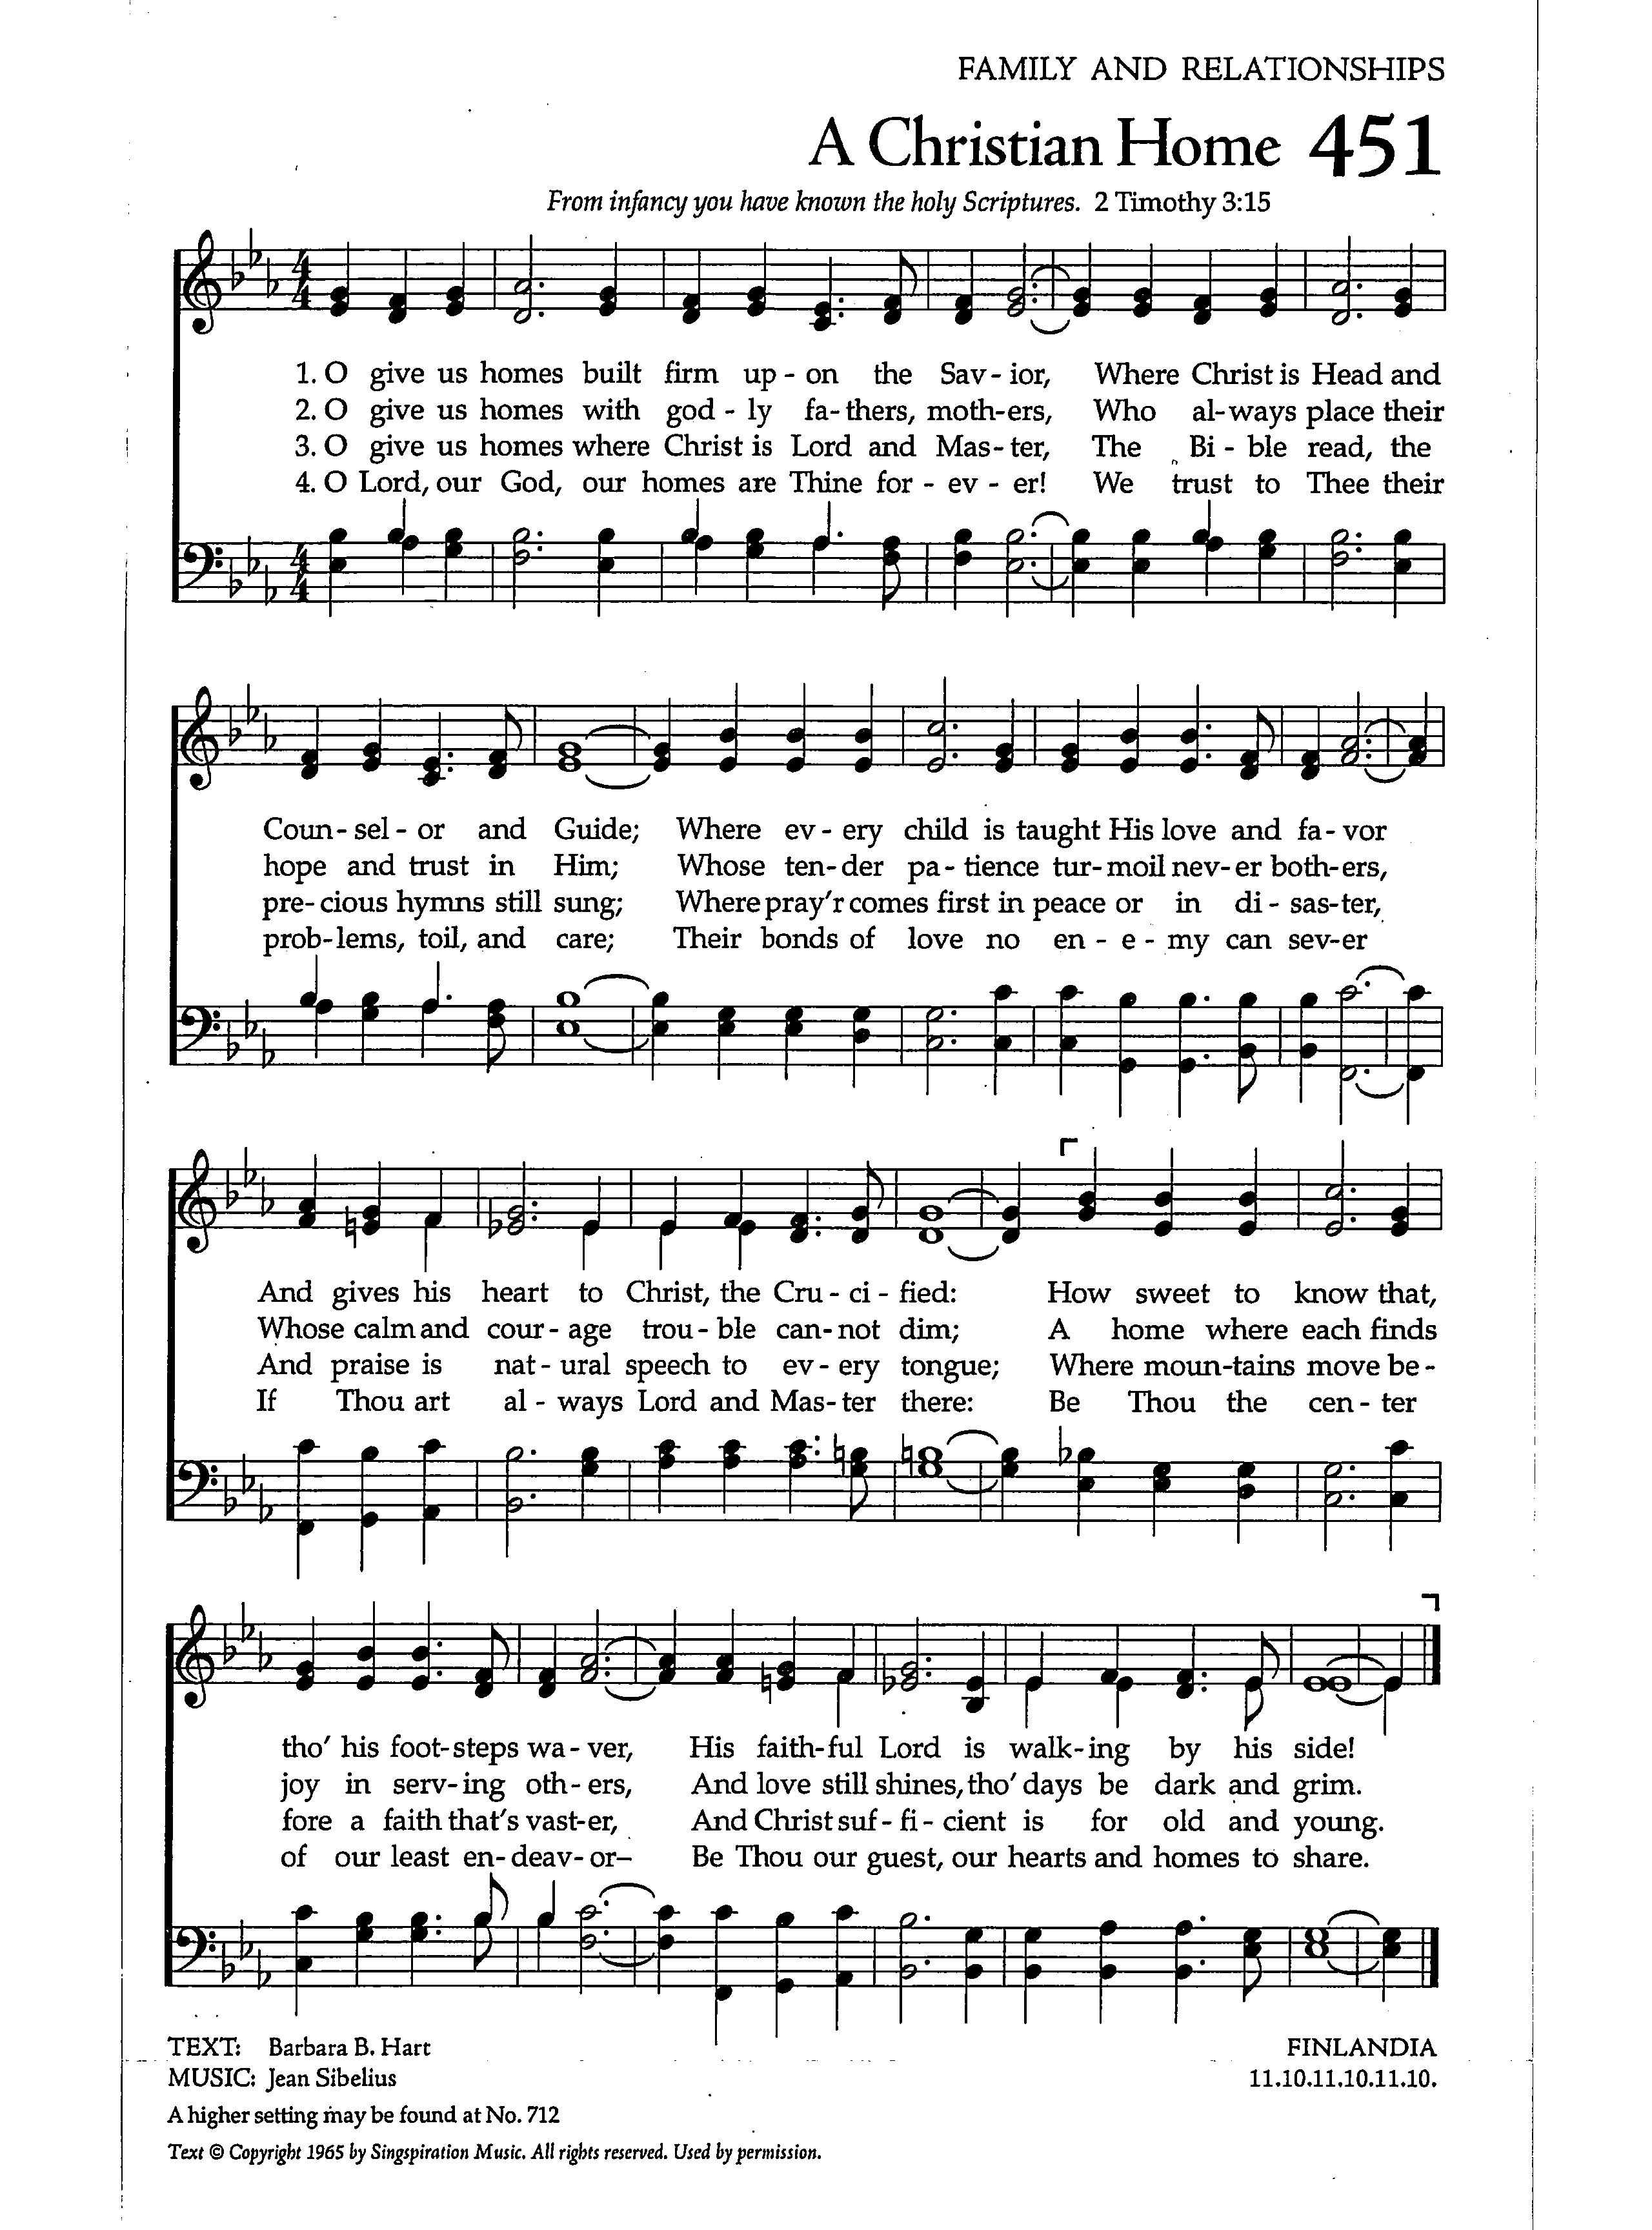 FAMILY AND RELATIONSHIPS
A Christian Home 451
From infancy you have known the holy Scriptures. 2 Timothy 3:15
4
4
1. O give us homes built firm up - on the Sav - ior, Where Christ is Head and
2. O give us homes with god - ly fa - thers, moth - ers, Who al - ways place their
3. O give us homes where Christ is Lord and Mas - ter, The Bi - ble read, the
4. O Lord, our God, our homes are Thine for - ev - er! We trust to Thee their
4
4
Coun - sel - or and Guide; Where ev - ery child is taught His love and fa - vor
hope and trust in Him; Whose ten - der pa - tience tur - moil nev - er both - ers,
pre - cious hymns still sung; Where pray'r comes first in peace or in di - sas - ter,
prob - lems, toil, and care; Their bonds of love no en - e - my can sev - er
And gives his heart to Christ, the Cru - ci - fied: How sweet to know that,
Whose calm and cour - age trou - ble can - not dim; A home where each finds
And praise is nat - ural speech to ev - ery tongue; Where moun - tains move be -
If Thou art al - ways Lord and Mas - ter there: Be Thou the cen - ter
tho' his foot - steps wa - ver, His faith - ful Lord is walk - ing by his side!
joy in serv - ing oth - ers, And love still shines, tho' days be dark and grim.
fore a faith that's vast - er, And Christ suf - fi - cient is for old and young.
of our least en - deav - or– Be Thou our guest, our hearts and homes to share.
TEXT: Barbara B. Hart
FINLANDIA
MUSIC: Jean Sibelius
11.10.11.10.11.10.
A higher setting may be found at No. 712
Text © Copyright 1965 by Singspiration Music. All rights reserved. Used by permission.